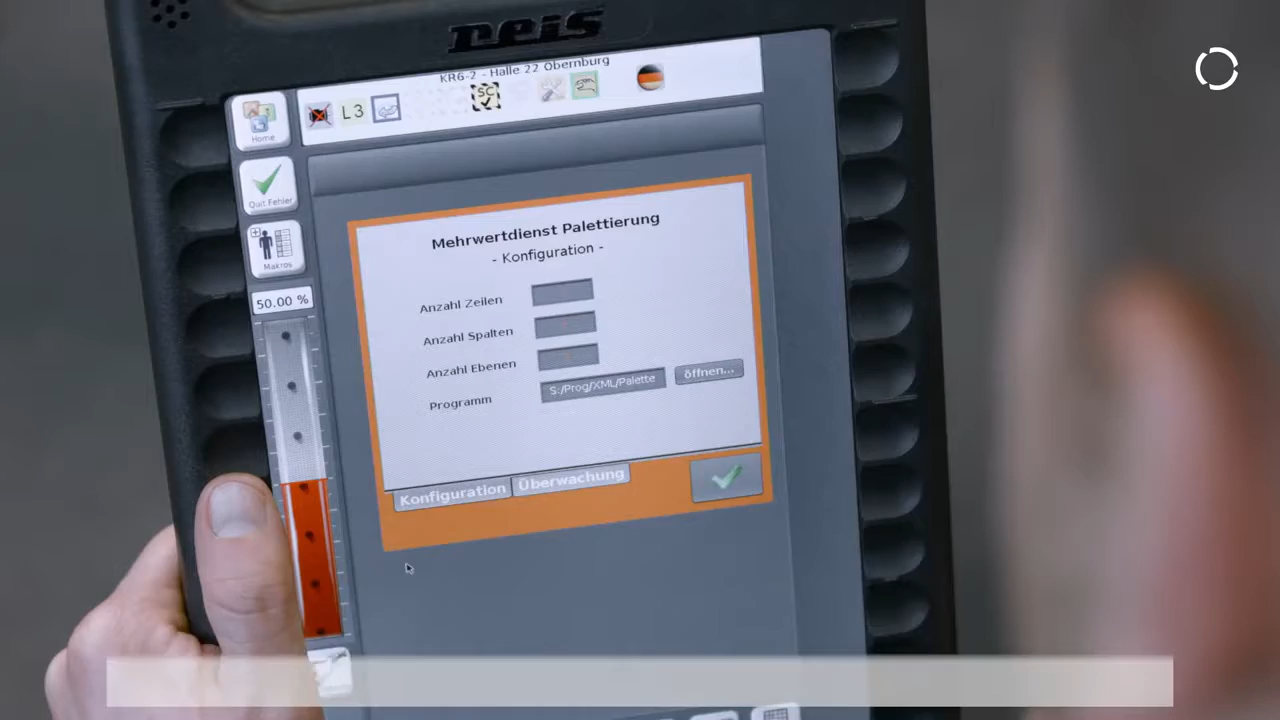 reis
KR6-2 - Halle 22 Obernburg
L3
SC
Home
Quit Fehler
Makros
50.00 %
Mehrwertdienst Palettierung
- Konfiguration -
Anzahl Zeilen
Anzahl Spalten
Anzahl Ebenen
Programm
S:/Prog/XML/Palette
öffnen...
Konfiguration
Überwachung